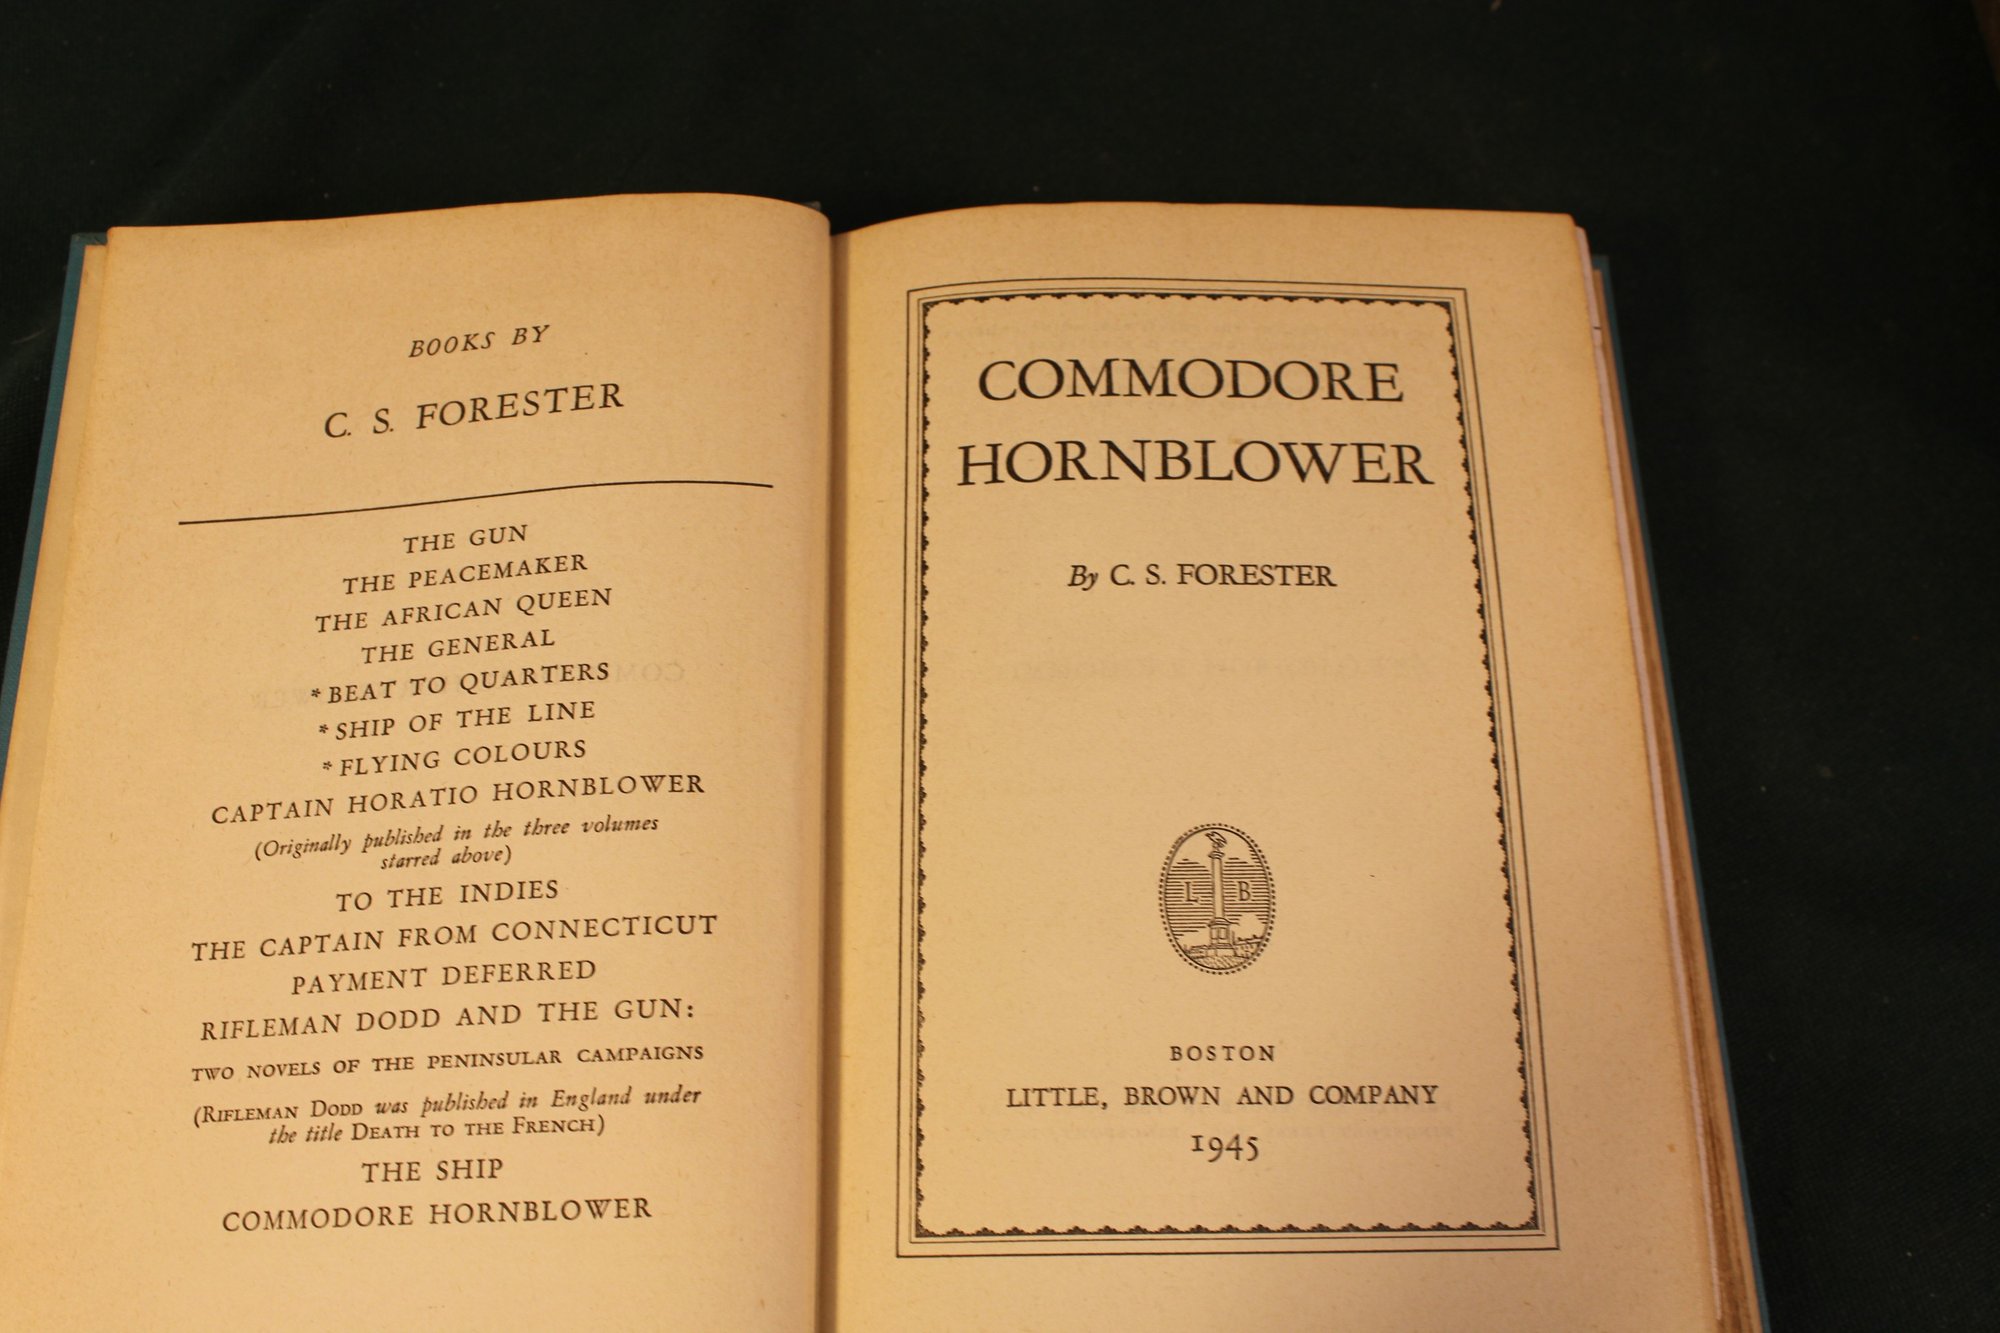 BOOKS BY
C. S. FORESTER
THE GUN
THE PEACEMAKER
THE AFRICAN QUEEN
THE GENERAL
*BEAT TO QUARTERS
*SHIP OF THE LINE
*FLYING COLOURS
CAPTAIN HORATIO HORNBLOWER
(Originally published in the three volumes
starred above)
TO THE INDIES
THE CAPTAIN FROM CONNECTICUT
PAYMENT DEFERRED
RIFLEMAN DODD AND THE GUN:
TWO NOVELS OF THE PENINSULAR CAMPAIGNS
(RIFLEMAN DODD was published in England under
the title DEATH TO THE FRENCH)
THE SHIP
COMMODORE HORNBLOWER
COMMODORE
HORNBLOWER
By C. S. FORESTER
L B
BOSTON
LITTLE, BROWN AND COMPANY
1945